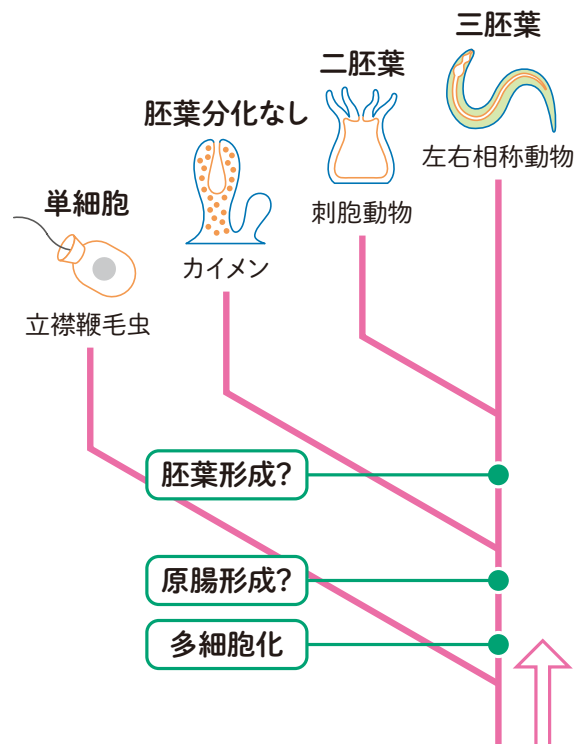 三胚葉
二胚葉
胚葉分化なし
左右相称動物
単細胞
刺胞動物
カイメン
立襟鞭毛虫
胚葉形成?
原腸形成?
多細胞化